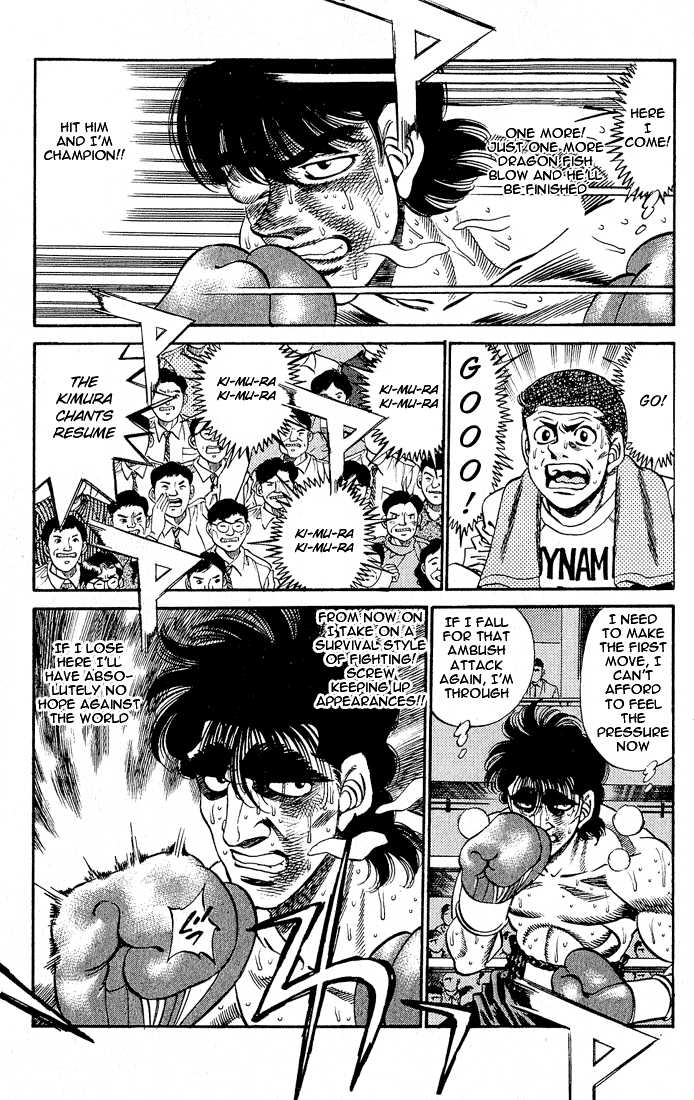 HERE
I
COME!
ONE MORE!
JUST ONE MORE
DRAGON FISH
BLOW AND HE'LL
BE FINISHED
HIT HIM
AND I'M
CHAMPION!!
GO!
GOOO!
YNAM
KI-MU-RA
KI-MU-RA
KI-MU-RA
KI-MU-RA
KI-MU-RA
KI-MU-RA
THE
KIMURA
CHANTS
RESUME
I NEED
TO MAKE
THE FIRST
MOVE, I
CAN'T
AFFORD
TO FEEL
THE
PRESSURE
NOW
IF I FALL
FOR THAT
AMBUSH
ATTACK
AGAIN, I'M
THROUGH
FROM NOW ON
I TAKE ON A
SURVIVAL STYLE
OF FIGHTING!
SCREW
KEEPING UP
APPEARANCES!!
IF I LOSE
HERE I'LL
HAVE ABSO-
LUTELY NO
HOPE AGAINST
THE WORLD